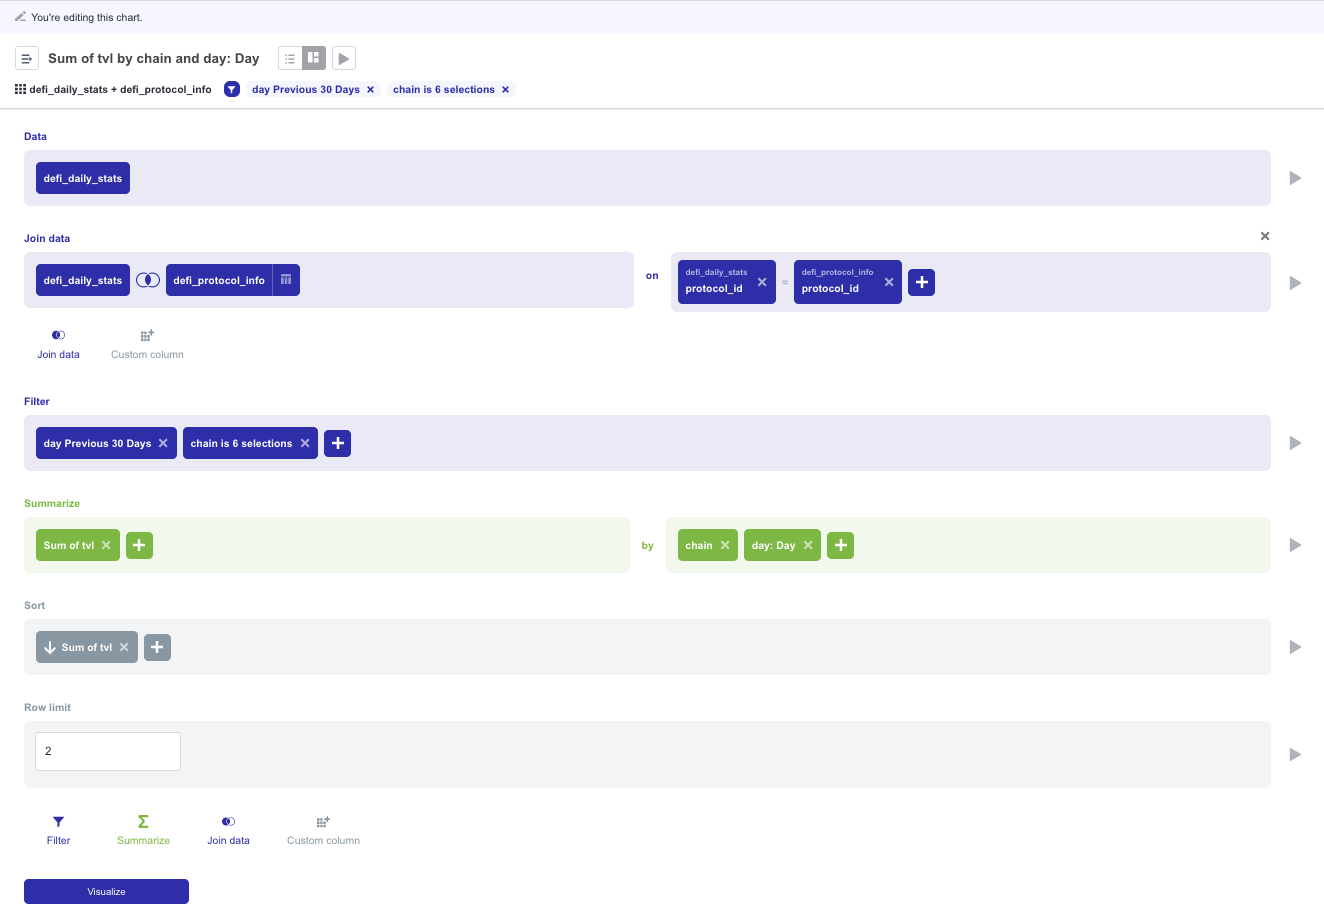 You're editing this chart.
Sum of tvl by chain and day: Day
defi_daily_stats + defi_protocol_info day Previous 30 Days × chain is 6 selections ×
Data
defi_daily_stats
Join data
defi_daily_stats defi_protocol_info on defi_daily_stats protocol_id = defi_protocol_info protocol_id
Join data Custom column
Filter
day Previous 30 Days chain is 6 selections
Summarize
Sum of tvl by chain day: Day
Sort
Sum of tvl
Row limit
2
Filter Summarize Join data Custom column
Visualize